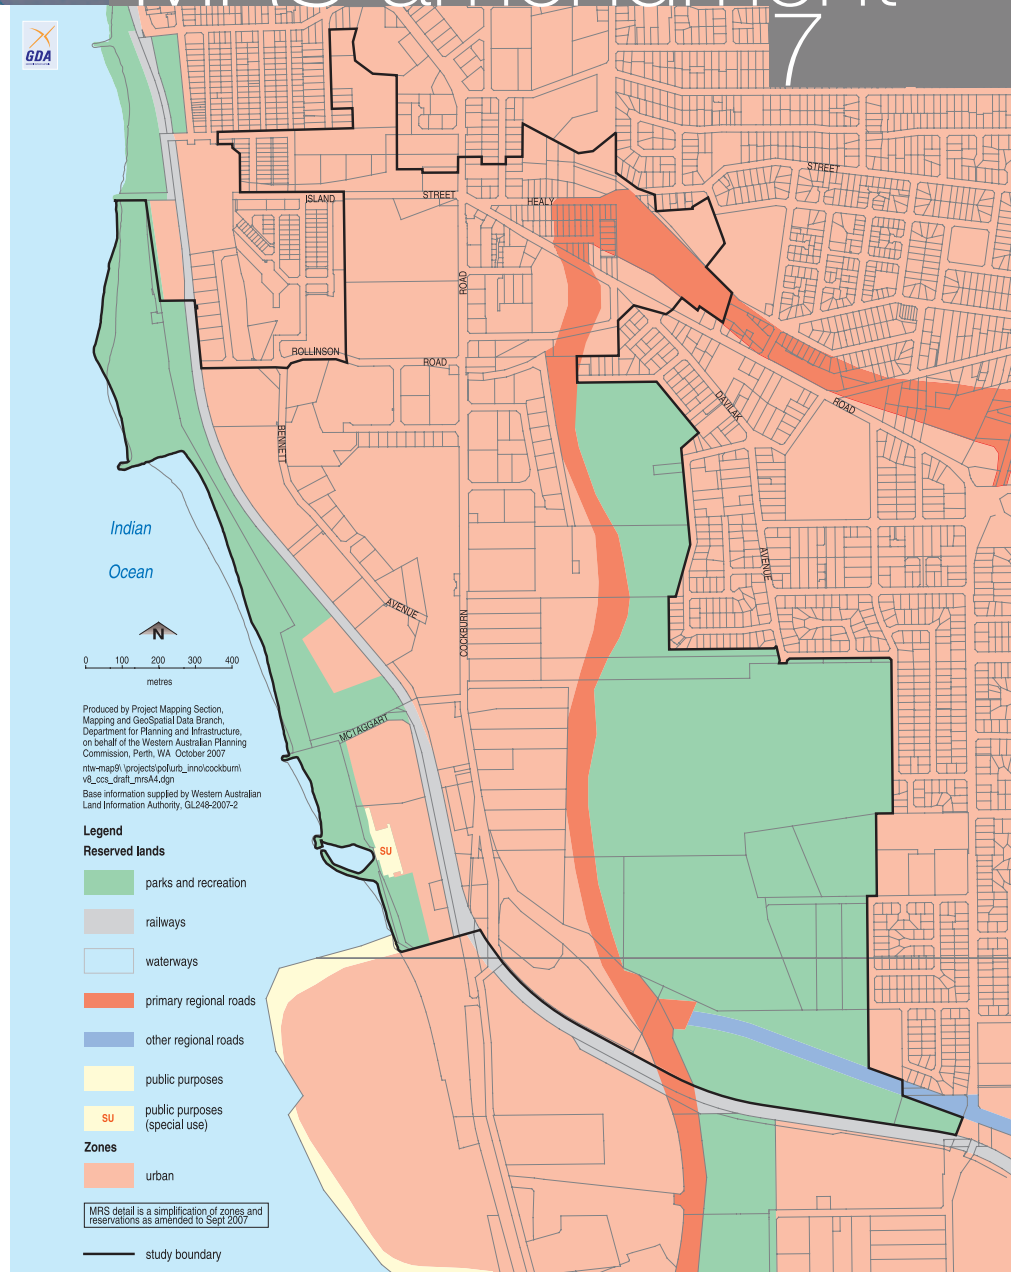 MRS amendment
7
GDA
STREET
ISLAND
STREET
HEALY
ROAD
ROLLINSON
ROAD
DAVILAK
ROAD
BENNETT
Indian
Ocean
AVENUE
AVENUE
COCKBURN
N
0 100 200 300 400
metres
MCTAGGART
Produced by Project Mapping Section,
Mapping and GeoSpatial Data Branch,
Department for Planning and Infrastructure,
on behalf of the Western Australian Planning
Commission, Perth, WA October 2007
ntw-map9\ \projects\pol\urb_inno\cockburn\
v8_ccs_draft_mrsA4.dgn
Base information supplied by Western Australian
Land Information Authority, GL248-2007-2
Legend
Reserved lands
SU
parks and recreation
railways
waterways
primary regional roads
other regional roads
public purposes
SU
public purposes
(special use)
Zones
urban
MRS detail is a simplification of zones and
reservations as amended to Sept 2007
study boundary